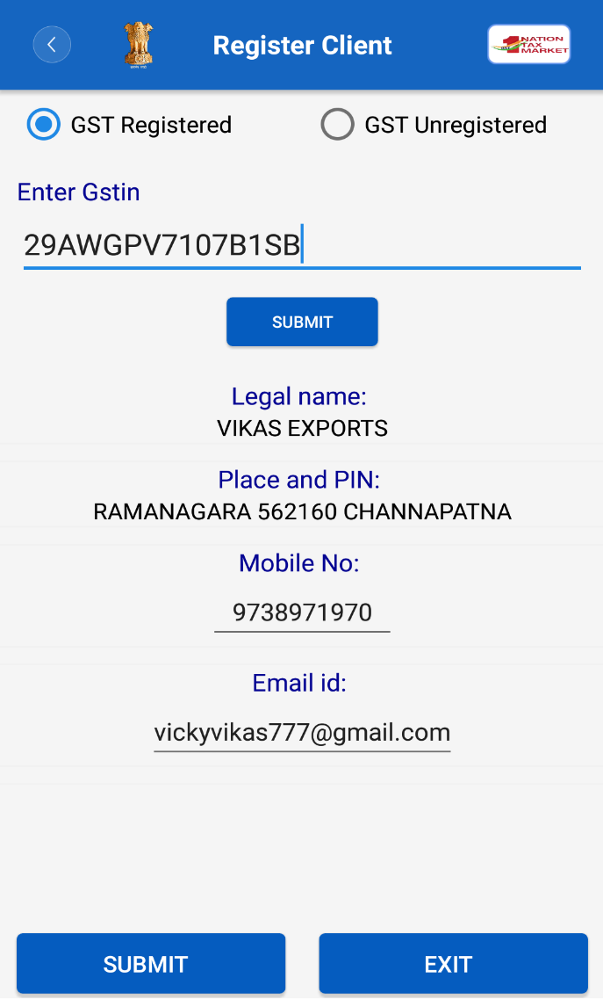 Register Client
NATION
TAX
MARKET
GST Registered
GST Unregistered
Enter Gstin
29AWGPV7107B1SB
SUBMIT
Legal name:
VIKAS EXPORTS
Place and PIN:
RAMANAGARA 562160 CHANNAPATNA
Mobile No:
9738971970
Email id:
vickyvikas777@gmail.com
SUBMIT
EXIT